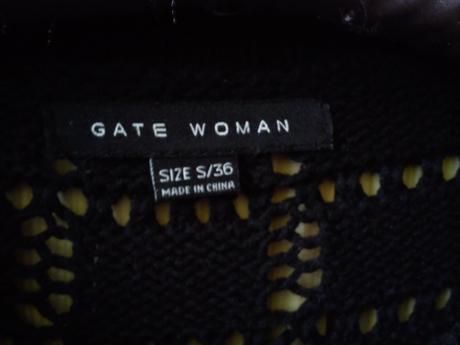 GATE WOMAN
SIZE S/36
MADE IN CHINA